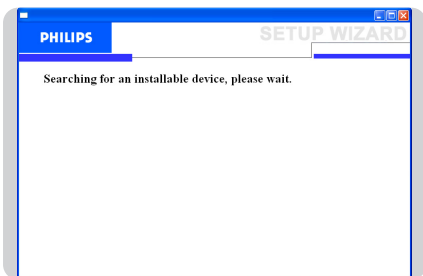 PHILIPS
SETUP WIZARD
Searching for an installable device, please wait.